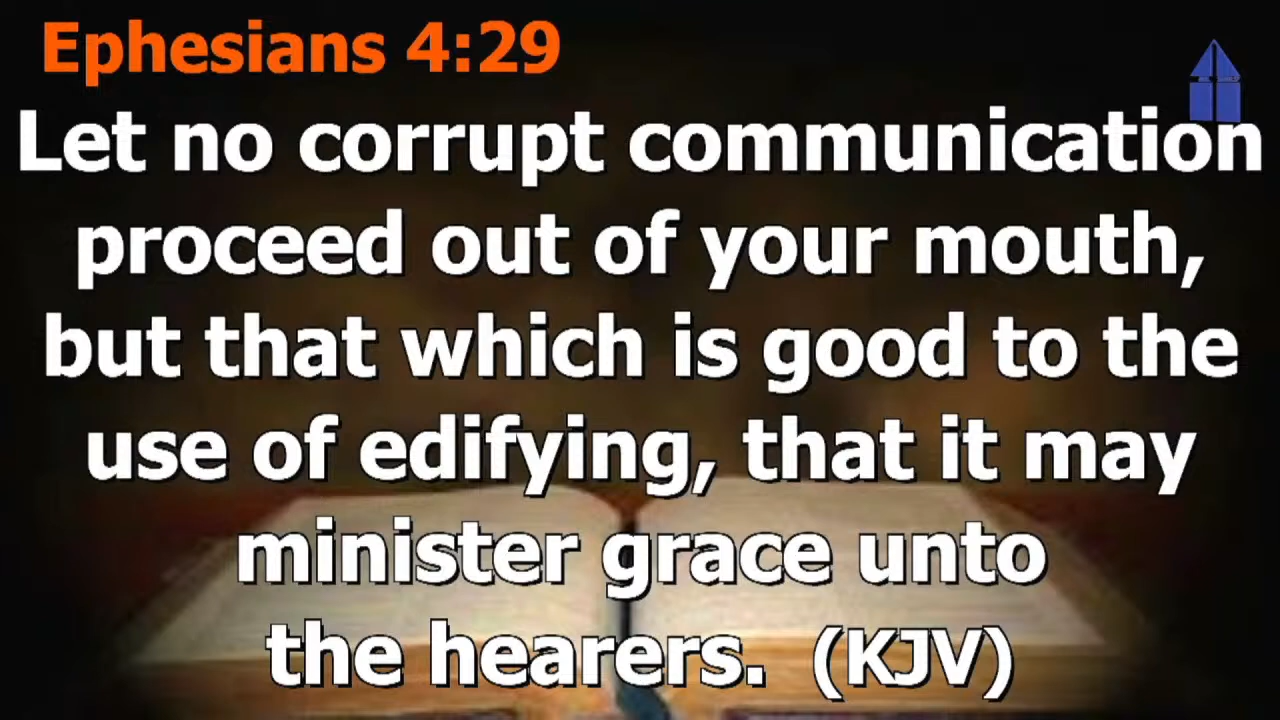 Ephesians 4:29
Let no corrupt communication
proceed out of your mouth,
but that which is good to the
use of edifying, that it may
minister grace unto
the hearers. (KJV)